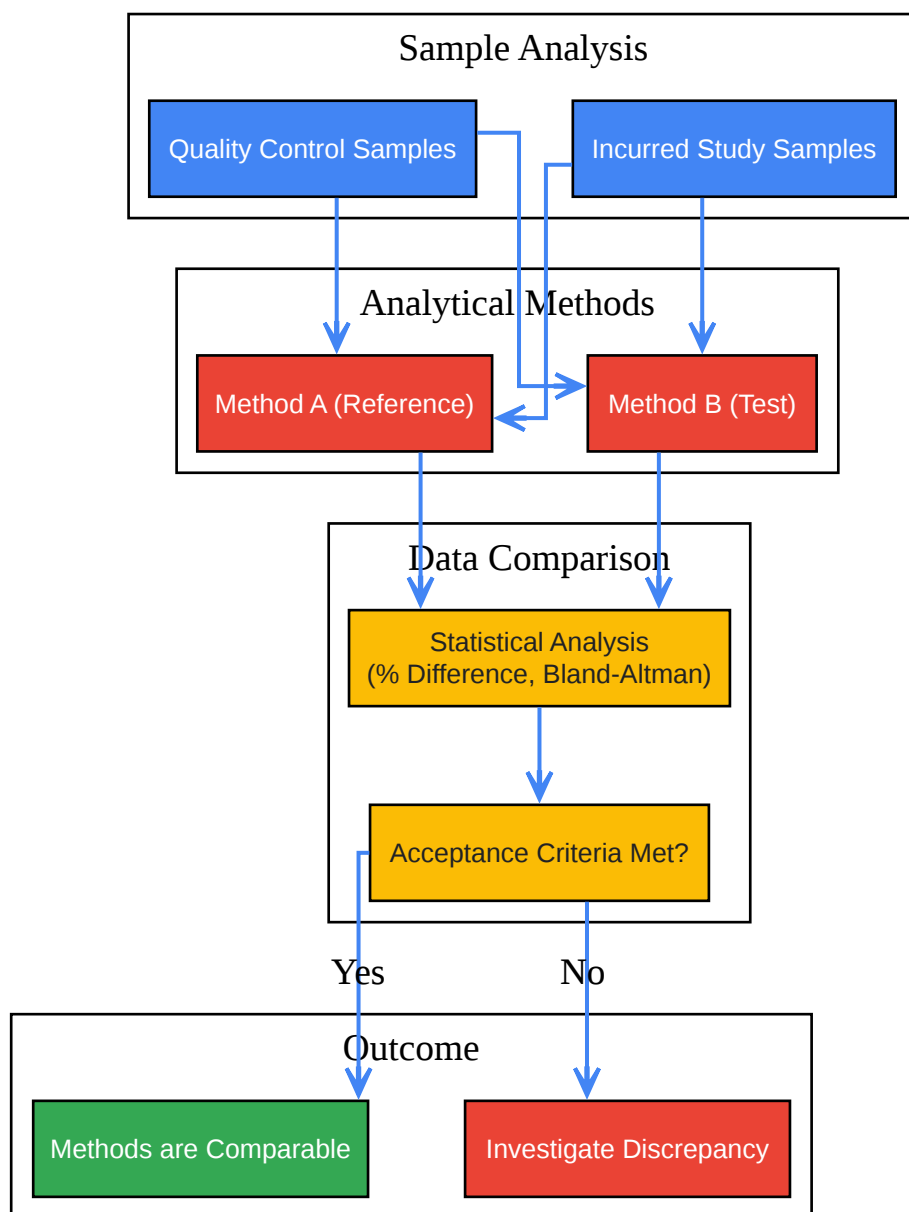 Sample Analysis
Quality Control Samples
Incurred Study Samples
Analytical Methods
Method A (Reference)
Method B (Test)
Data Comparison
Statistical Analysis
(% Difference, Bland-Altman)
Acceptance Criteria Met?
Yes
No
Outcome
Methods are Comparable
Investigate Discrepancy